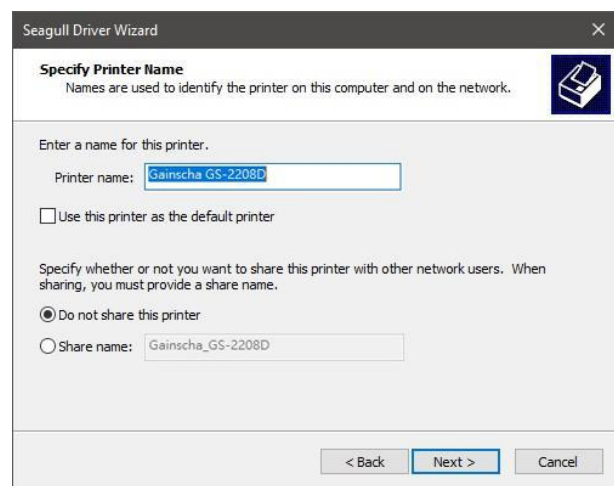 Seagull Driver Wizard
Specify Printer Name
Names are used to identify the printer on this computer and on the network.
Enter a name for this printer.
Printer name: Gainscha GS-2208D
Use this printer as the default printer
Specify whether or not you want to share this printer with other network users. When
sharing, you must provide a share name.
Do not share this printer
Share name: Gainscha_GS-2208D
< Back Next > Cancel